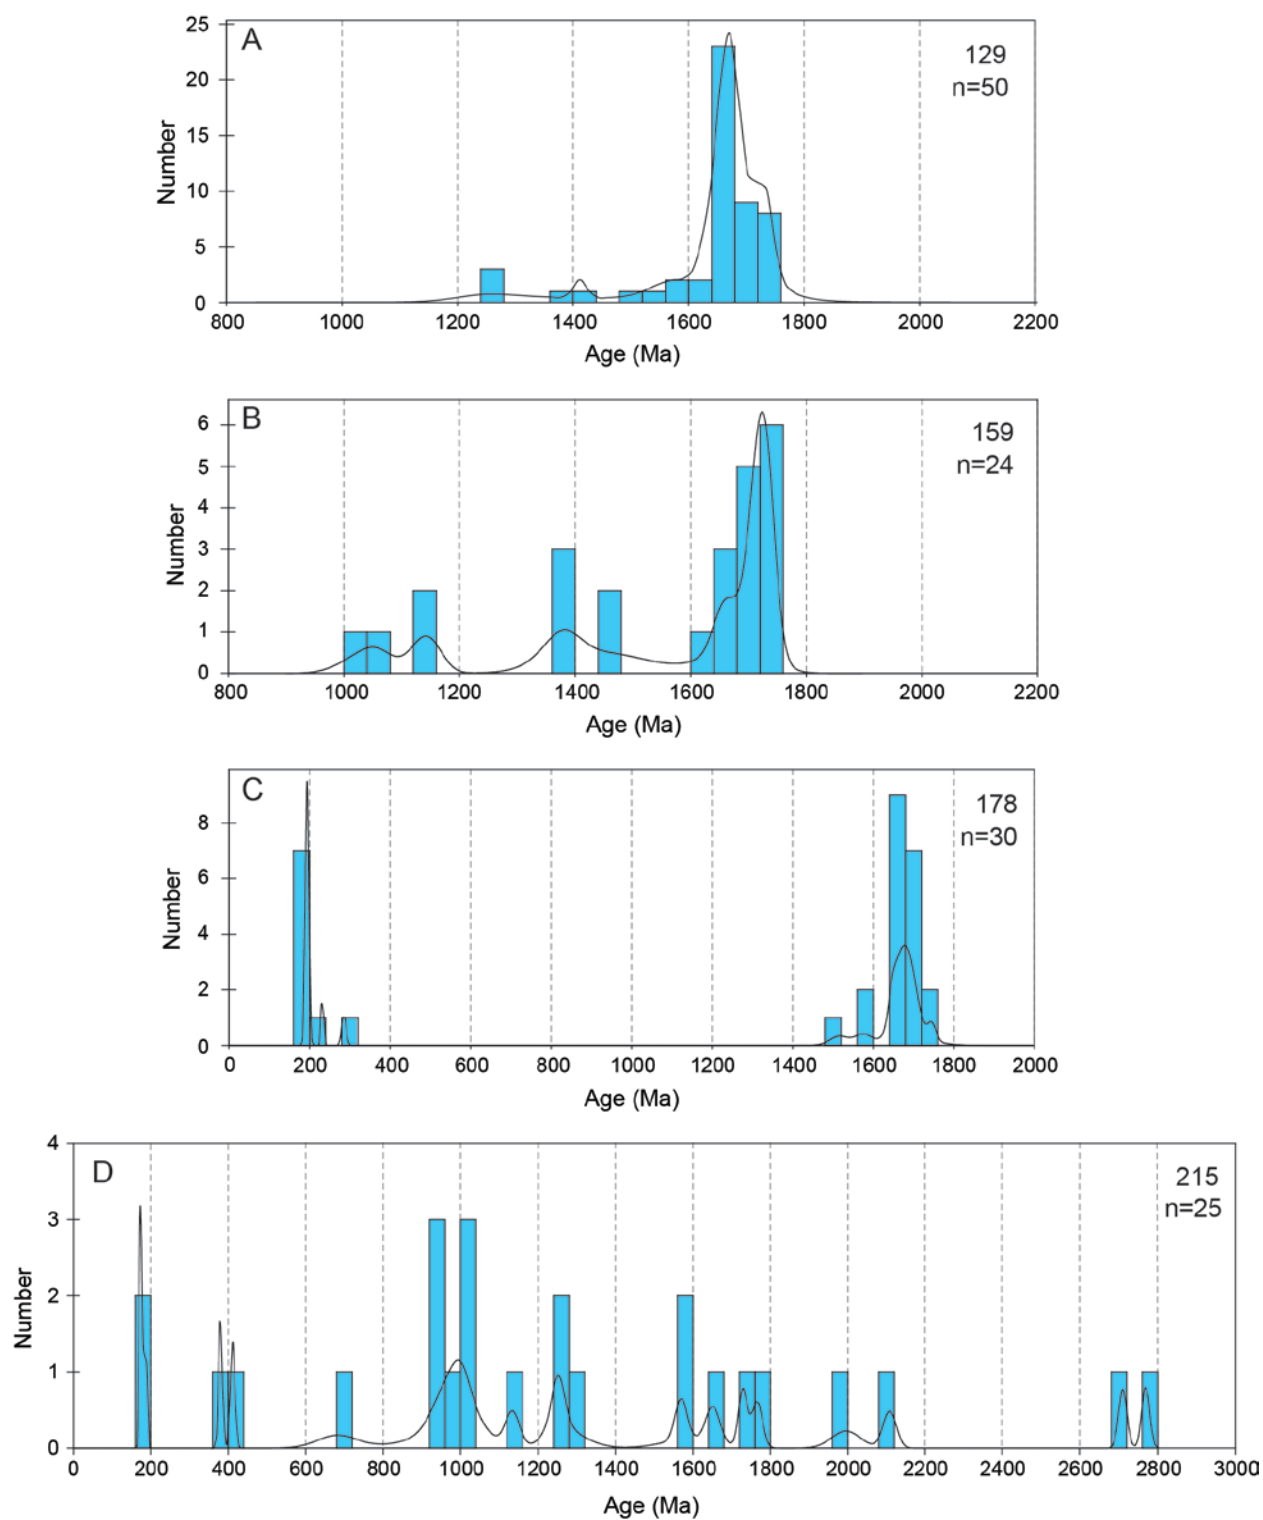 A
129
n=50
Number
25
20
15
10
5
0
800 1000 1200 1400 1600 1800 2000 2200
Age (Ma)
B
159
n=24
Number
6
5
4
3
2
1
0
800 1000 1200 1400 1600 1800 2000 2200
Age (Ma)
C
178
n=30
Number
8
6
4
2
0
0 200 400 600 800 1000 1200 1400 1600 1800 2000
Age (Ma)
D
215
n=25
Number
4
3
2
1
0
0 200 400 600 800 1000 1200 1400 1600 1800 2000 2200 2400 2600 2800 3000
Age (Ma)